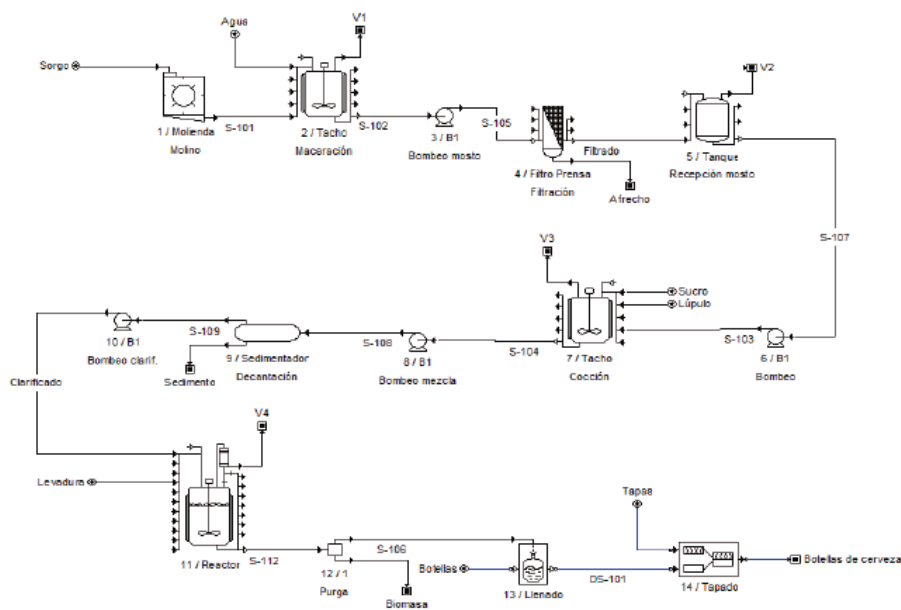 Agua
V1
Sorgo
1 / Molienda
Molino
S-101
2 / Tacho
Maceración
S-102
3 / B1
Bombeo mosto
S-105
4 / Filtro Prensa
Filtración
Filtrado
Afrecho
V2
5 / Tanque
Recepción mosto
S-107
V3
Sucro
Lúpulo
10 / B1
Bombeo clarif.
S-109
9 / Sedimentador
Decantación
Sedimento
S-108
8 / B1
Bombeo mezcla
S-104
7 / Tacho
Cocción
S-103
6 / B1
Bombeo
Clarificado
V4
Levadura
11 / Reactor
S-112
12 / 1
Purga
S-106
Biomasa
Botellas
13 / Llenado
DS-101
Tapas
14 / Tapado
Botellas de cerveza